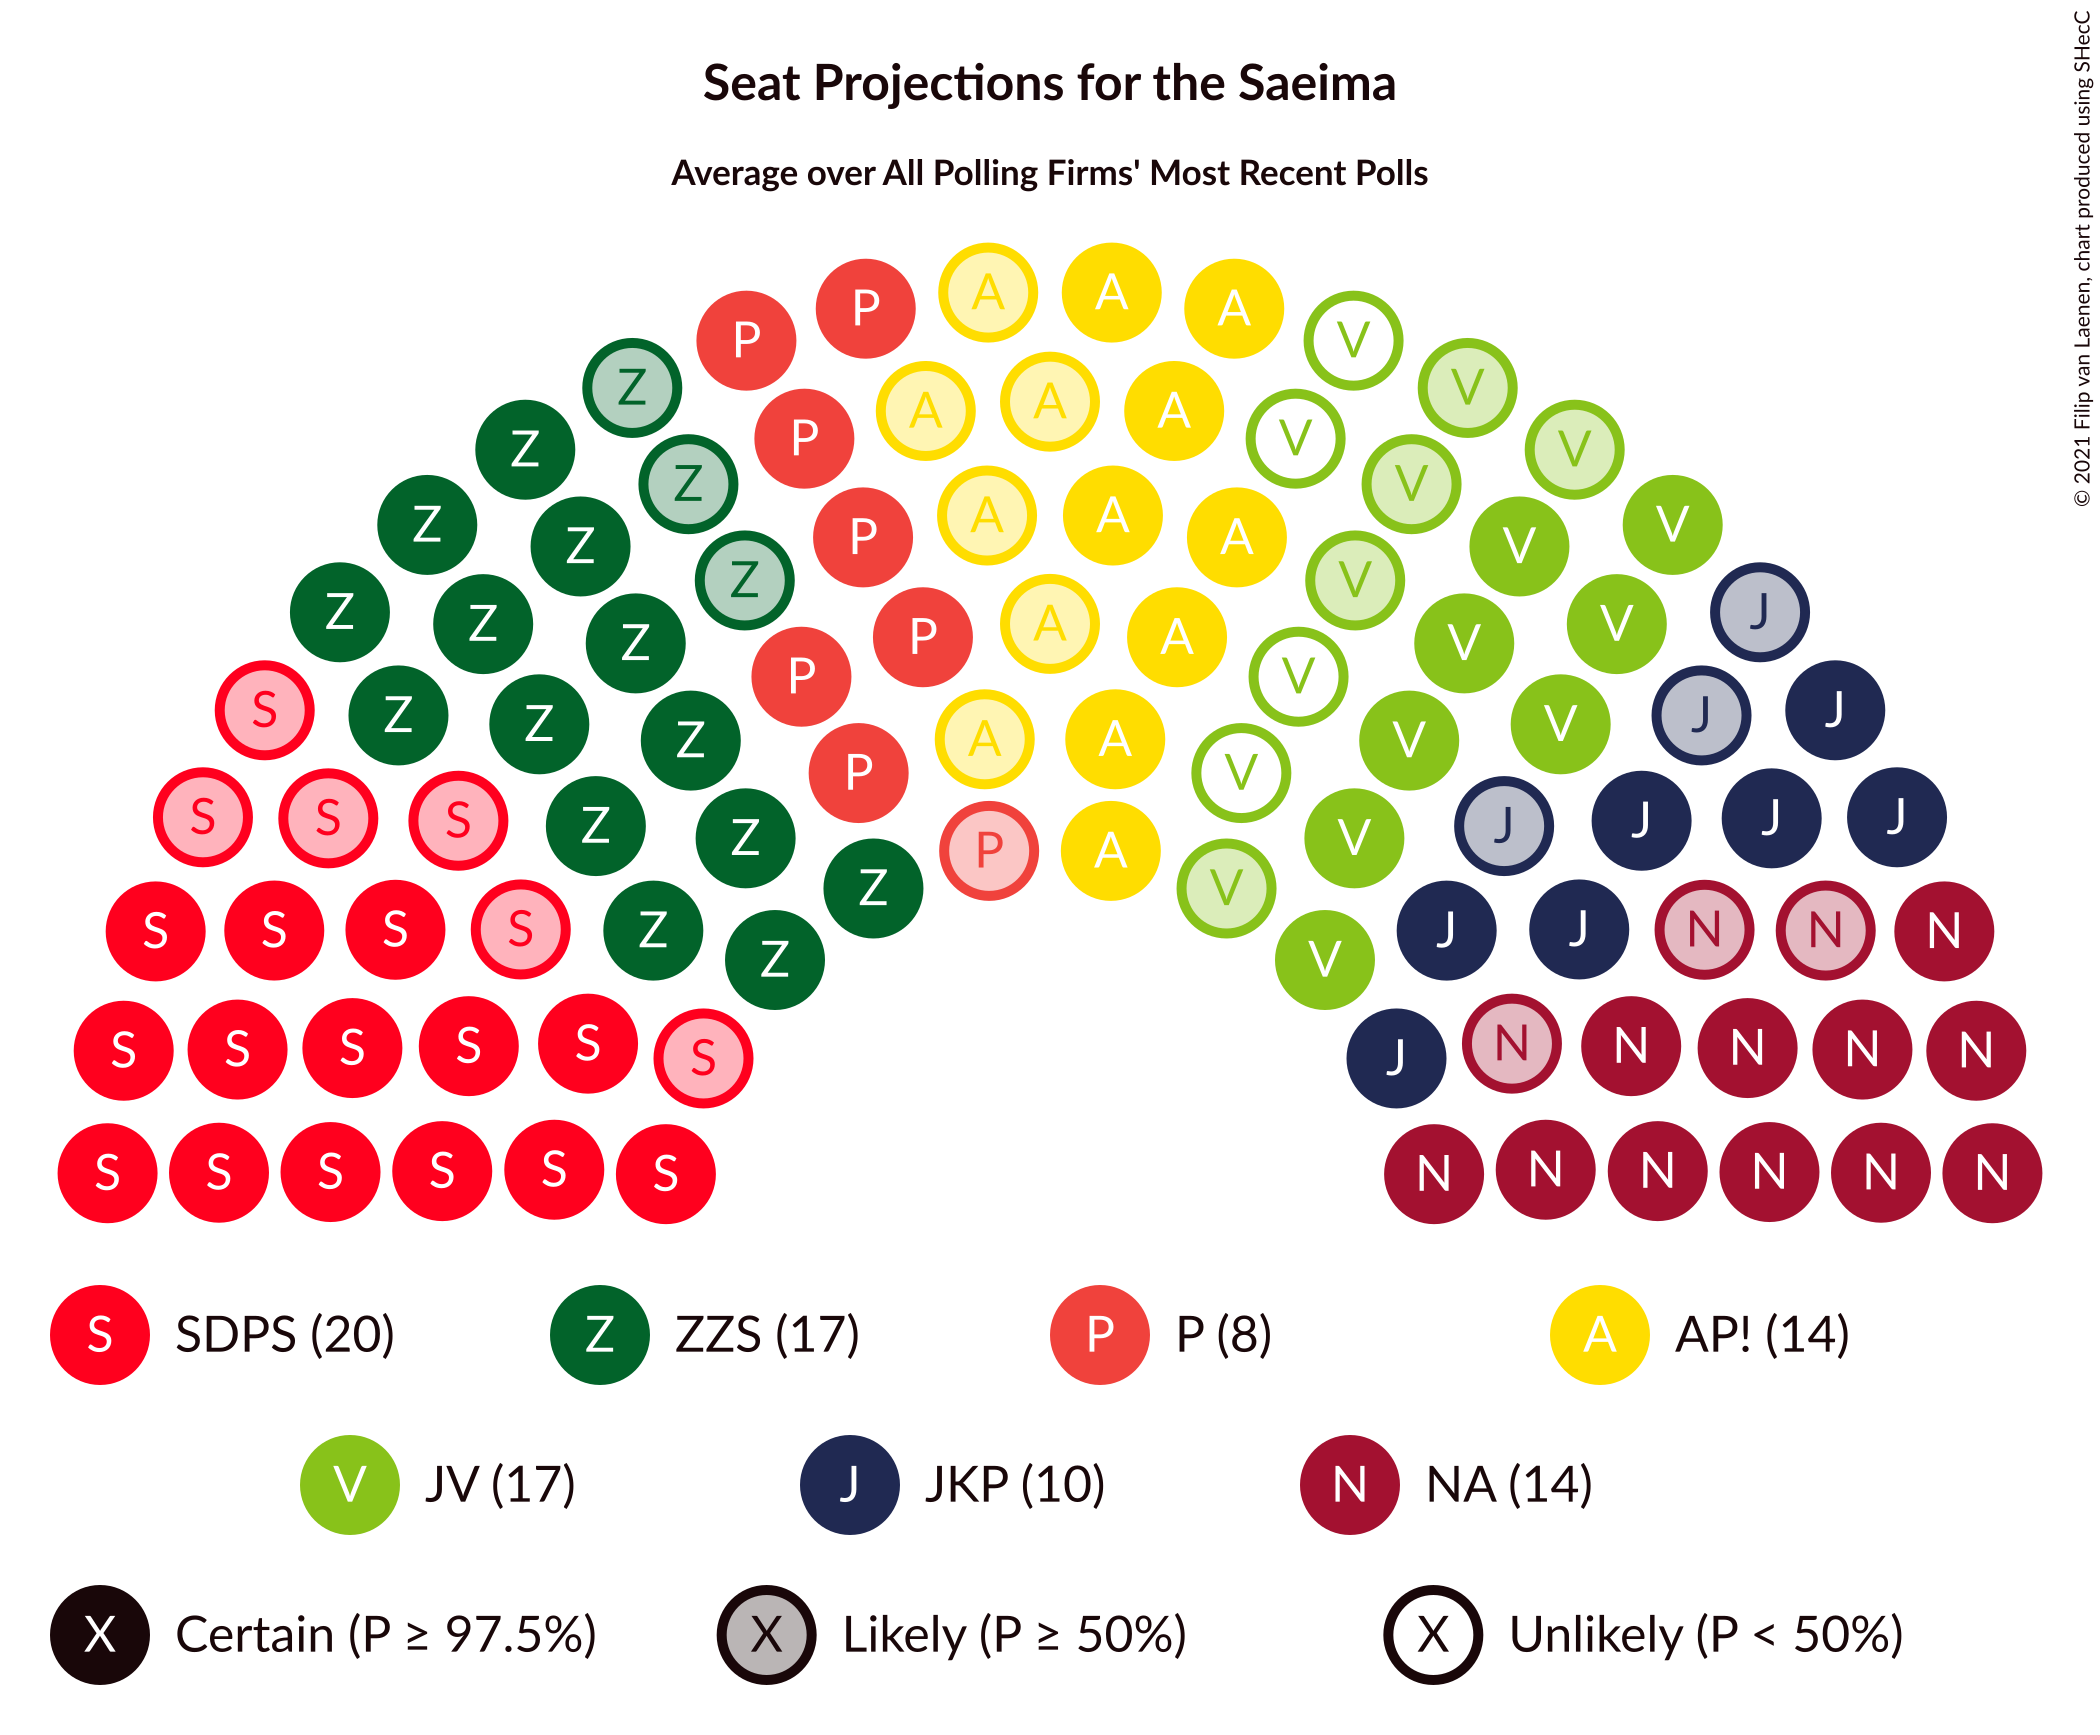 Seat Projections for the Saeima
Average over All Polling Firms' Most Recent Polls
© 2021 Filip van Laenen, chart produced using SHecC
A A
P A
P V
Z V
A
A A
P V
Z V
Z V
A A
Z V
P A
Z V
Z V
Z J
Z A V
P A
Z V
P V
S J
Z J
Z V
Z A A V
P V
S S S J J J
Z J
Z V
P A
Z V
S S S S Z J J N N N
Z V
S S S S S N N N N N
S J
S S S S S S N N N N N N
S SDPS (20) Z ZZS (17) P P (8) A AP! (14)
V JV (17) J JKP (10) N NA (14)
X Certain (P ≥ 97.5%) X Likely (P ≥ 50%) X Unlikely (P < 50%)